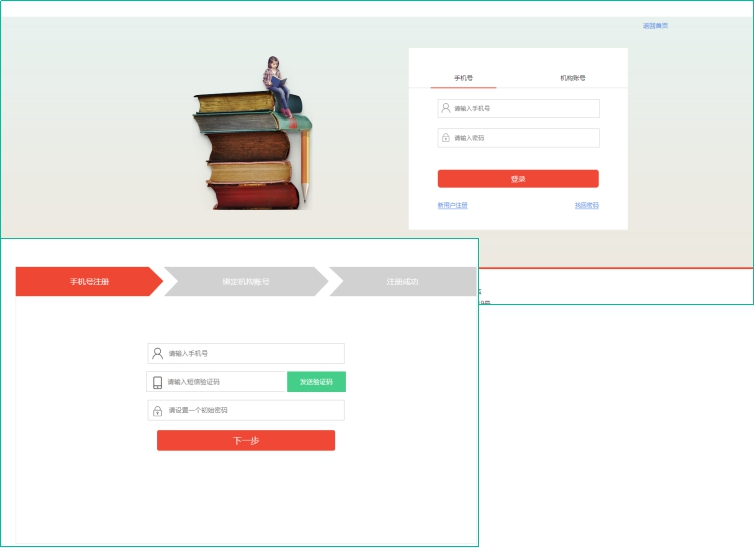 返回首页
手机号 机构账号
请输入手机号
请输入密码
登录
新用户注册 找回密码
手机号注册 绑定机构账号 注册成功
请输入手机号
请输入短信验证码 发送验证码
请设置一个初始密码
下一步